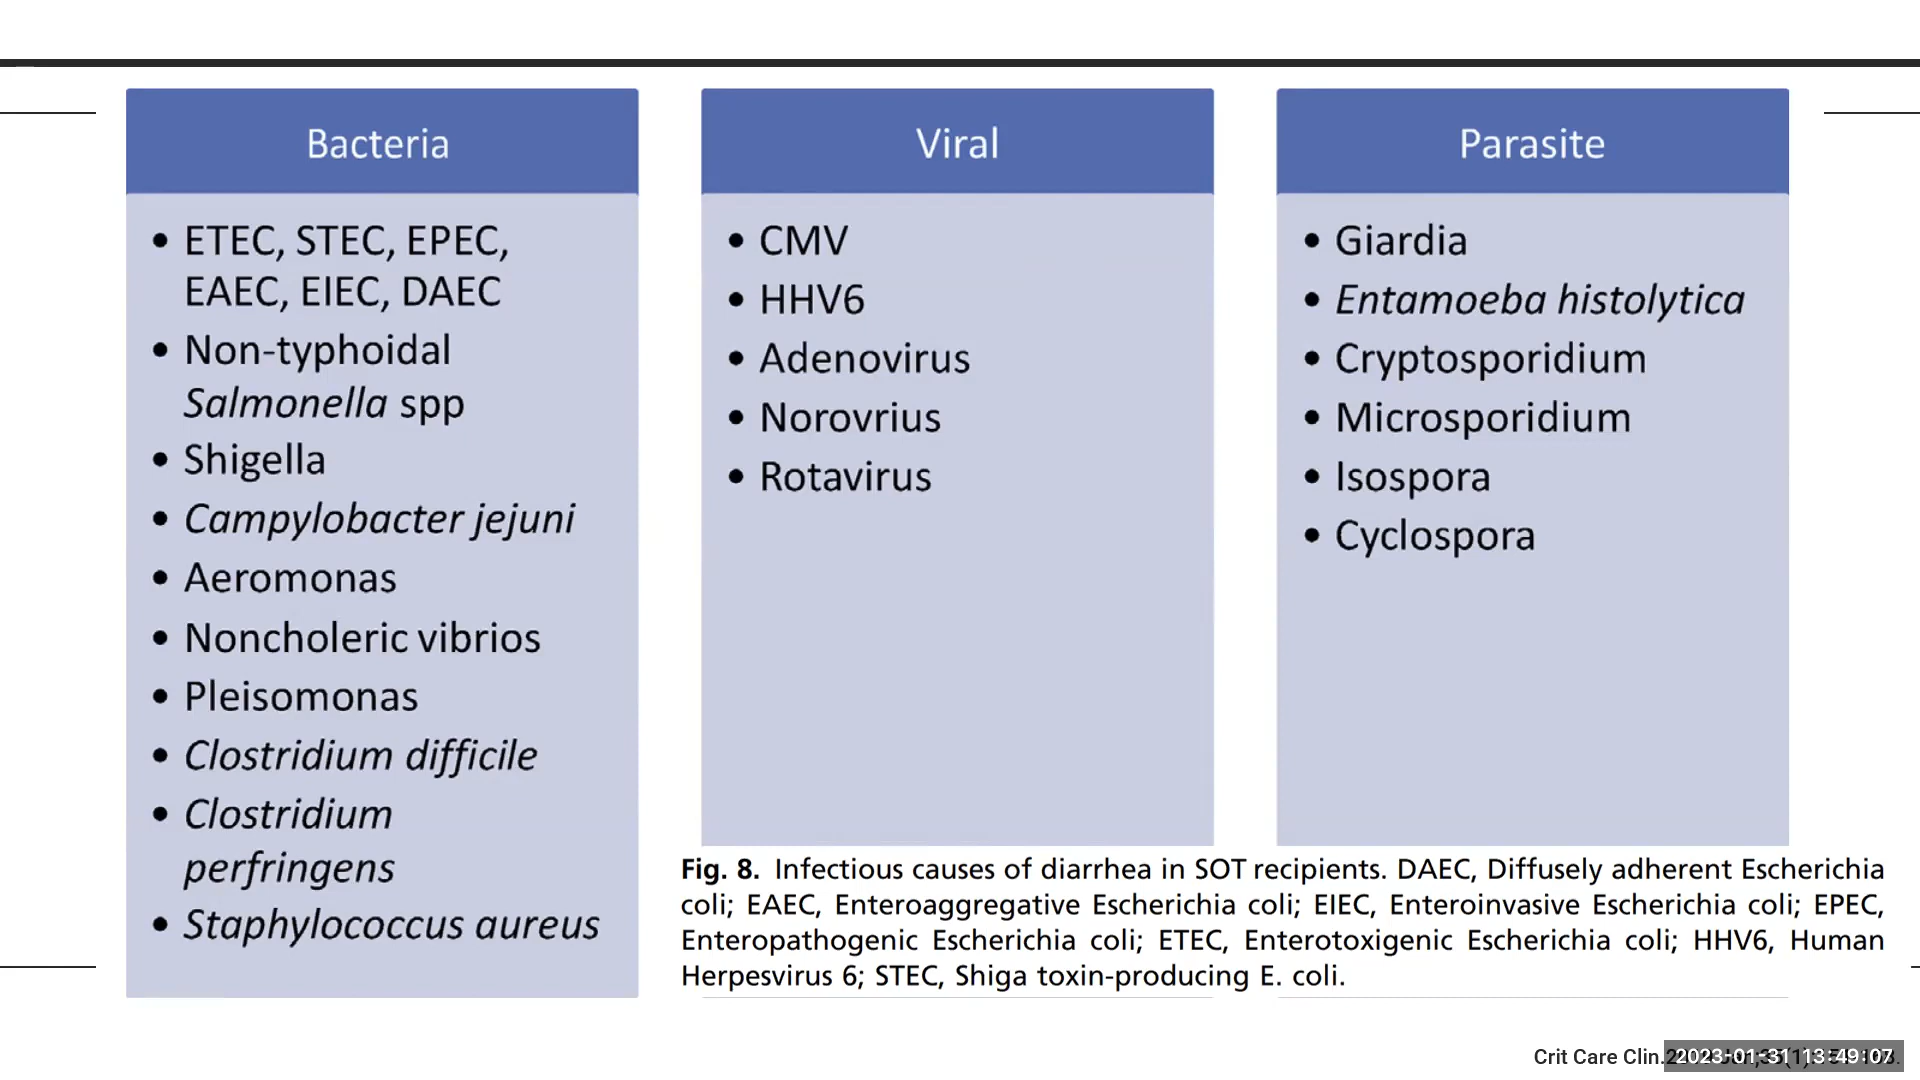 Bacteria
• ETEC, STEC, EPEC,
EAEC, EIEC, DAEC
• Non-typhoidal
Salmonella spp
• Shigella
• Campylobacter jejuni
• Aeromonas
• Noncholeric vibrios
• Pleisomonas
• Clostridium difficile
• Clostridium
perfringens
• Staphylococcus aureus
Viral
• CMV
• HHV6
• Adenovirus
• Norovrius
• Rotavirus
Parasite
• Giardia
• Entamoeba histolytica
• Cryptosporidium
• Microsporidium
• Isospora
• Cyclospora
Fig. 8. Infectious causes of diarrhea in SOT recipients. DAEC, Diffusely adherent Escherichia
coli; EAEC, Enteroaggregative Escherichia coli; EIEC, Enteroinvasive Escherichia coli; EPEC,
Enteropathogenic Escherichia coli; ETEC, Enterotoxigenic Escherichia coli; HHV6, Human
Herpesvirus 6; STEC, Shiga toxin-producing E. coli.
Crit Care Clin.
2023-01-31 13:49:07